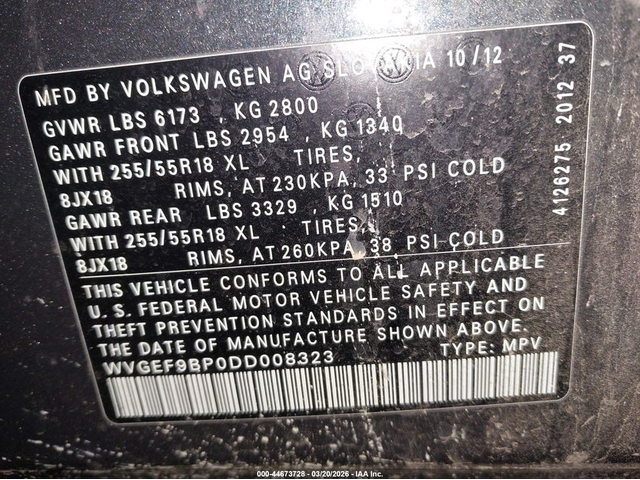 MFD BY VOLKSWAGEN AG SLOVAKIA 10/12
GVWR LBS 6173 , KG 2800
GAWR FRONT LBS 2954 , KG 1340
WITH 255/55R18 XL TIRES,
8JX18 RIMS, AT 230KPA, 33 PSI COLD
GAWR REAR LBS 3329 , KG 1510
WITH 255/55R18 XL TIRES,
8JX18 RIMS, AT 260KPA, 38 PSI COLD
THIS VEHICLE CONFORMS TO ALL APPLICABLE
U. S. FEDERAL MOTOR VEHICLE SAFETY AND
THEFT PREVENTION STANDARDS IN EFFECT ON
THE DATE OF MANUFACTURE SHOWN ABOVE.
WVGEF9BP0DD008323 TYPE: MPV
4126275 2012 37
000-44673728 - 03/20/2026 - IAA Inc.